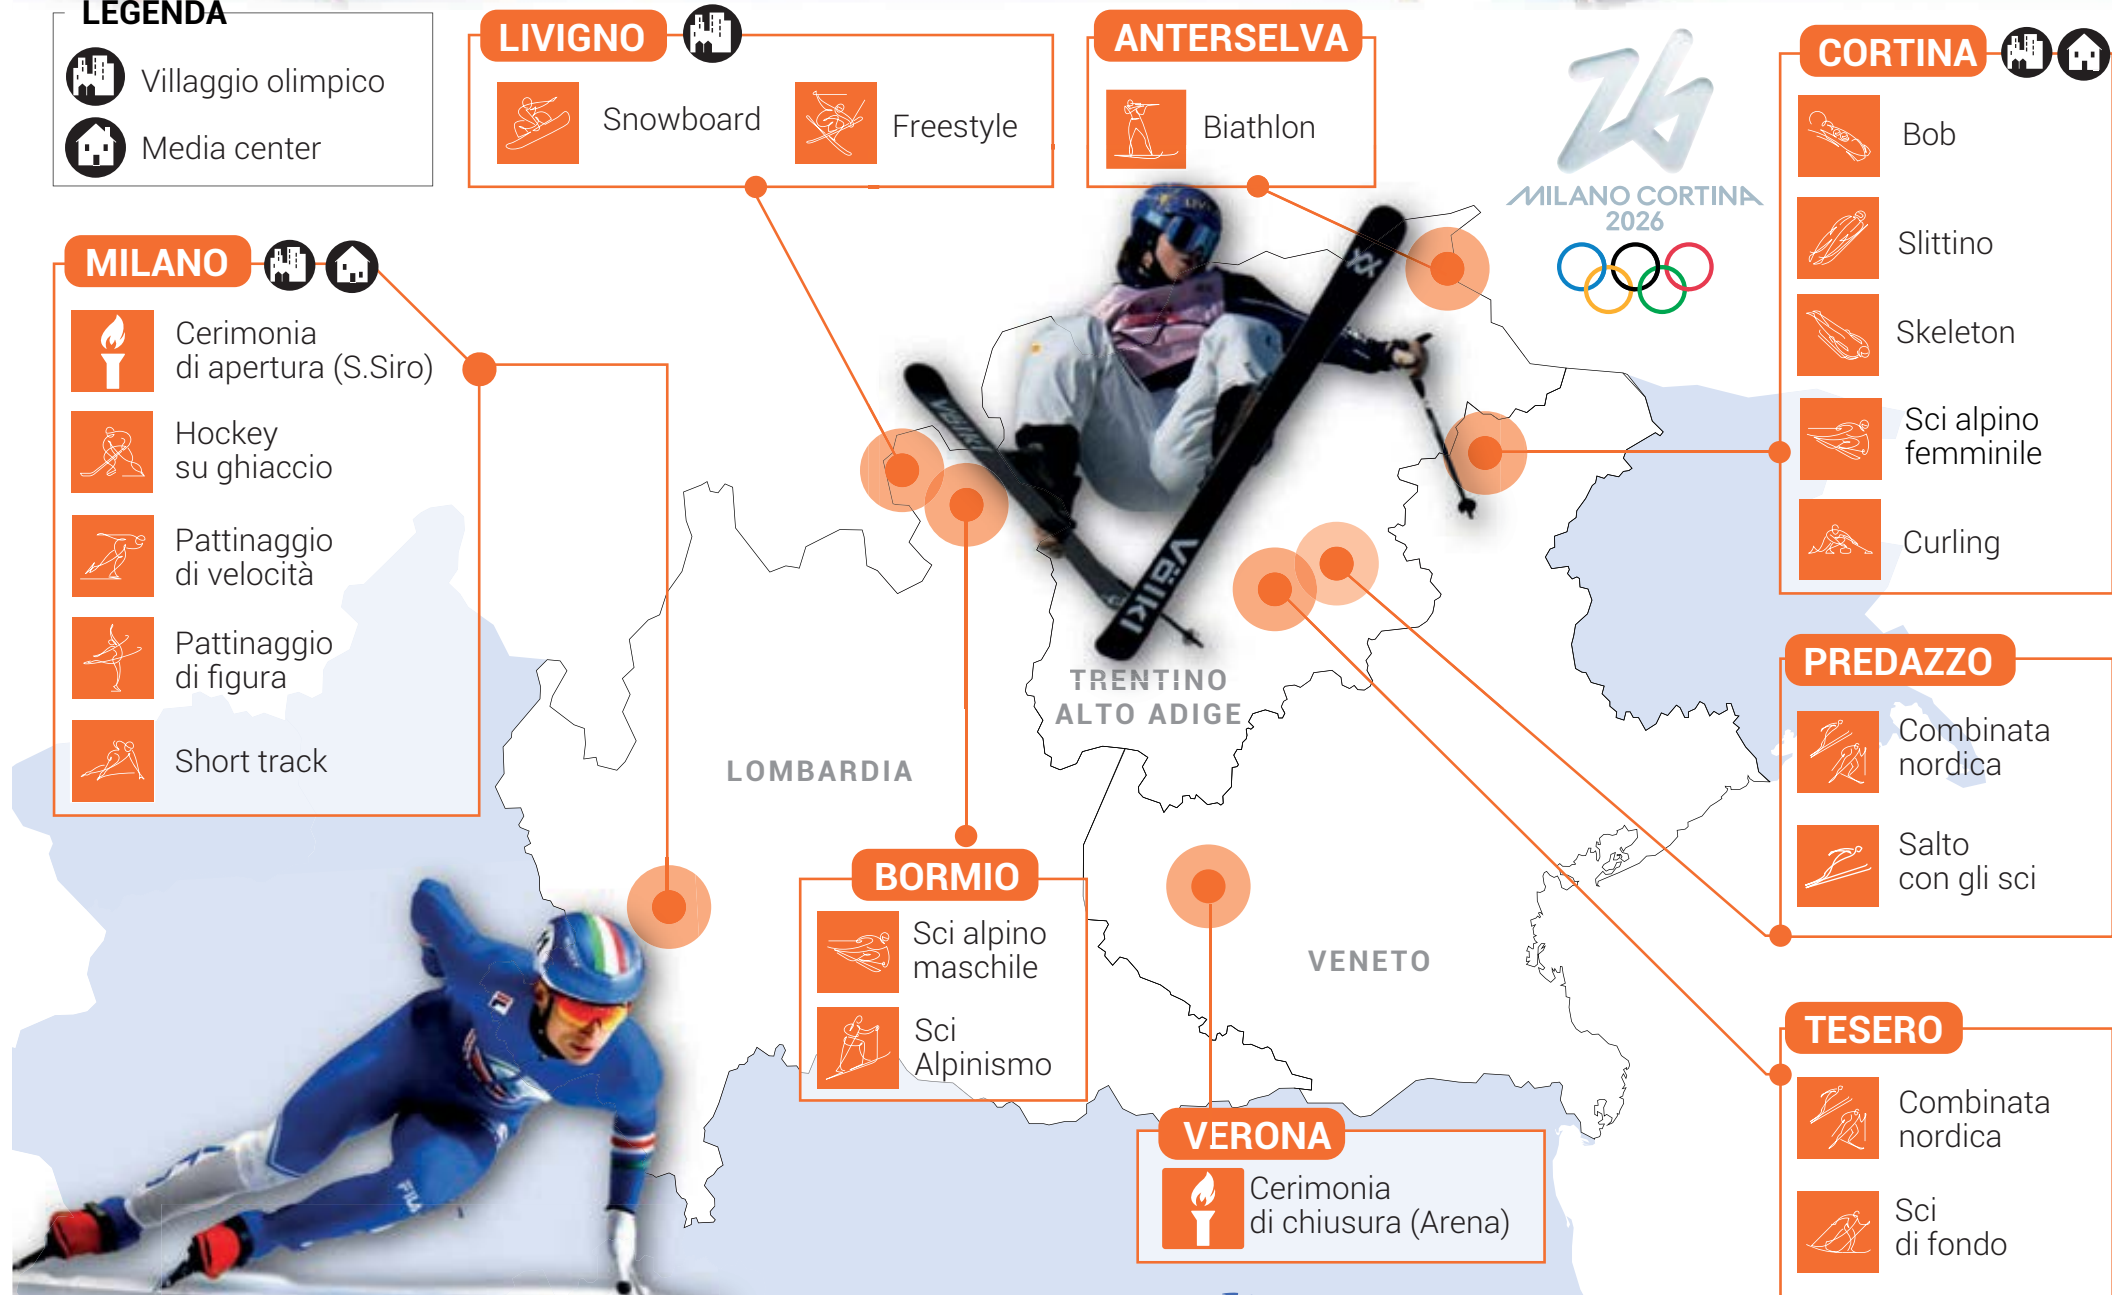 LEGENDA
Villaggio olimpico
Media center
LIVIGNO
Snowboard
Freestyle
ANTERSELVA
Biathlon
MILANO CORTINA
2026
CORTINA
Bob
Slittino
Skeleton
Sci alpino
femminile
Curling
MILANO
Cerimonia
di apertura (S.Siro)
Hockey
su ghiaccio
Pattinaggio
di velocità
Pattinaggio
di figura
Short track
völkl
völkl
TRENTINO
ALTO ADIGE
LOMBARDIA
VENETO
PREDAZZO
Combinata
nordica
Salto
con gli sci
BORMIO
Sci alpino
maschile
Sci
Alpinismo
TESERO
Combinata
nordica
Sci
di fondo
VERONA
Cerimonia
di chiusura (Arena)
FILA